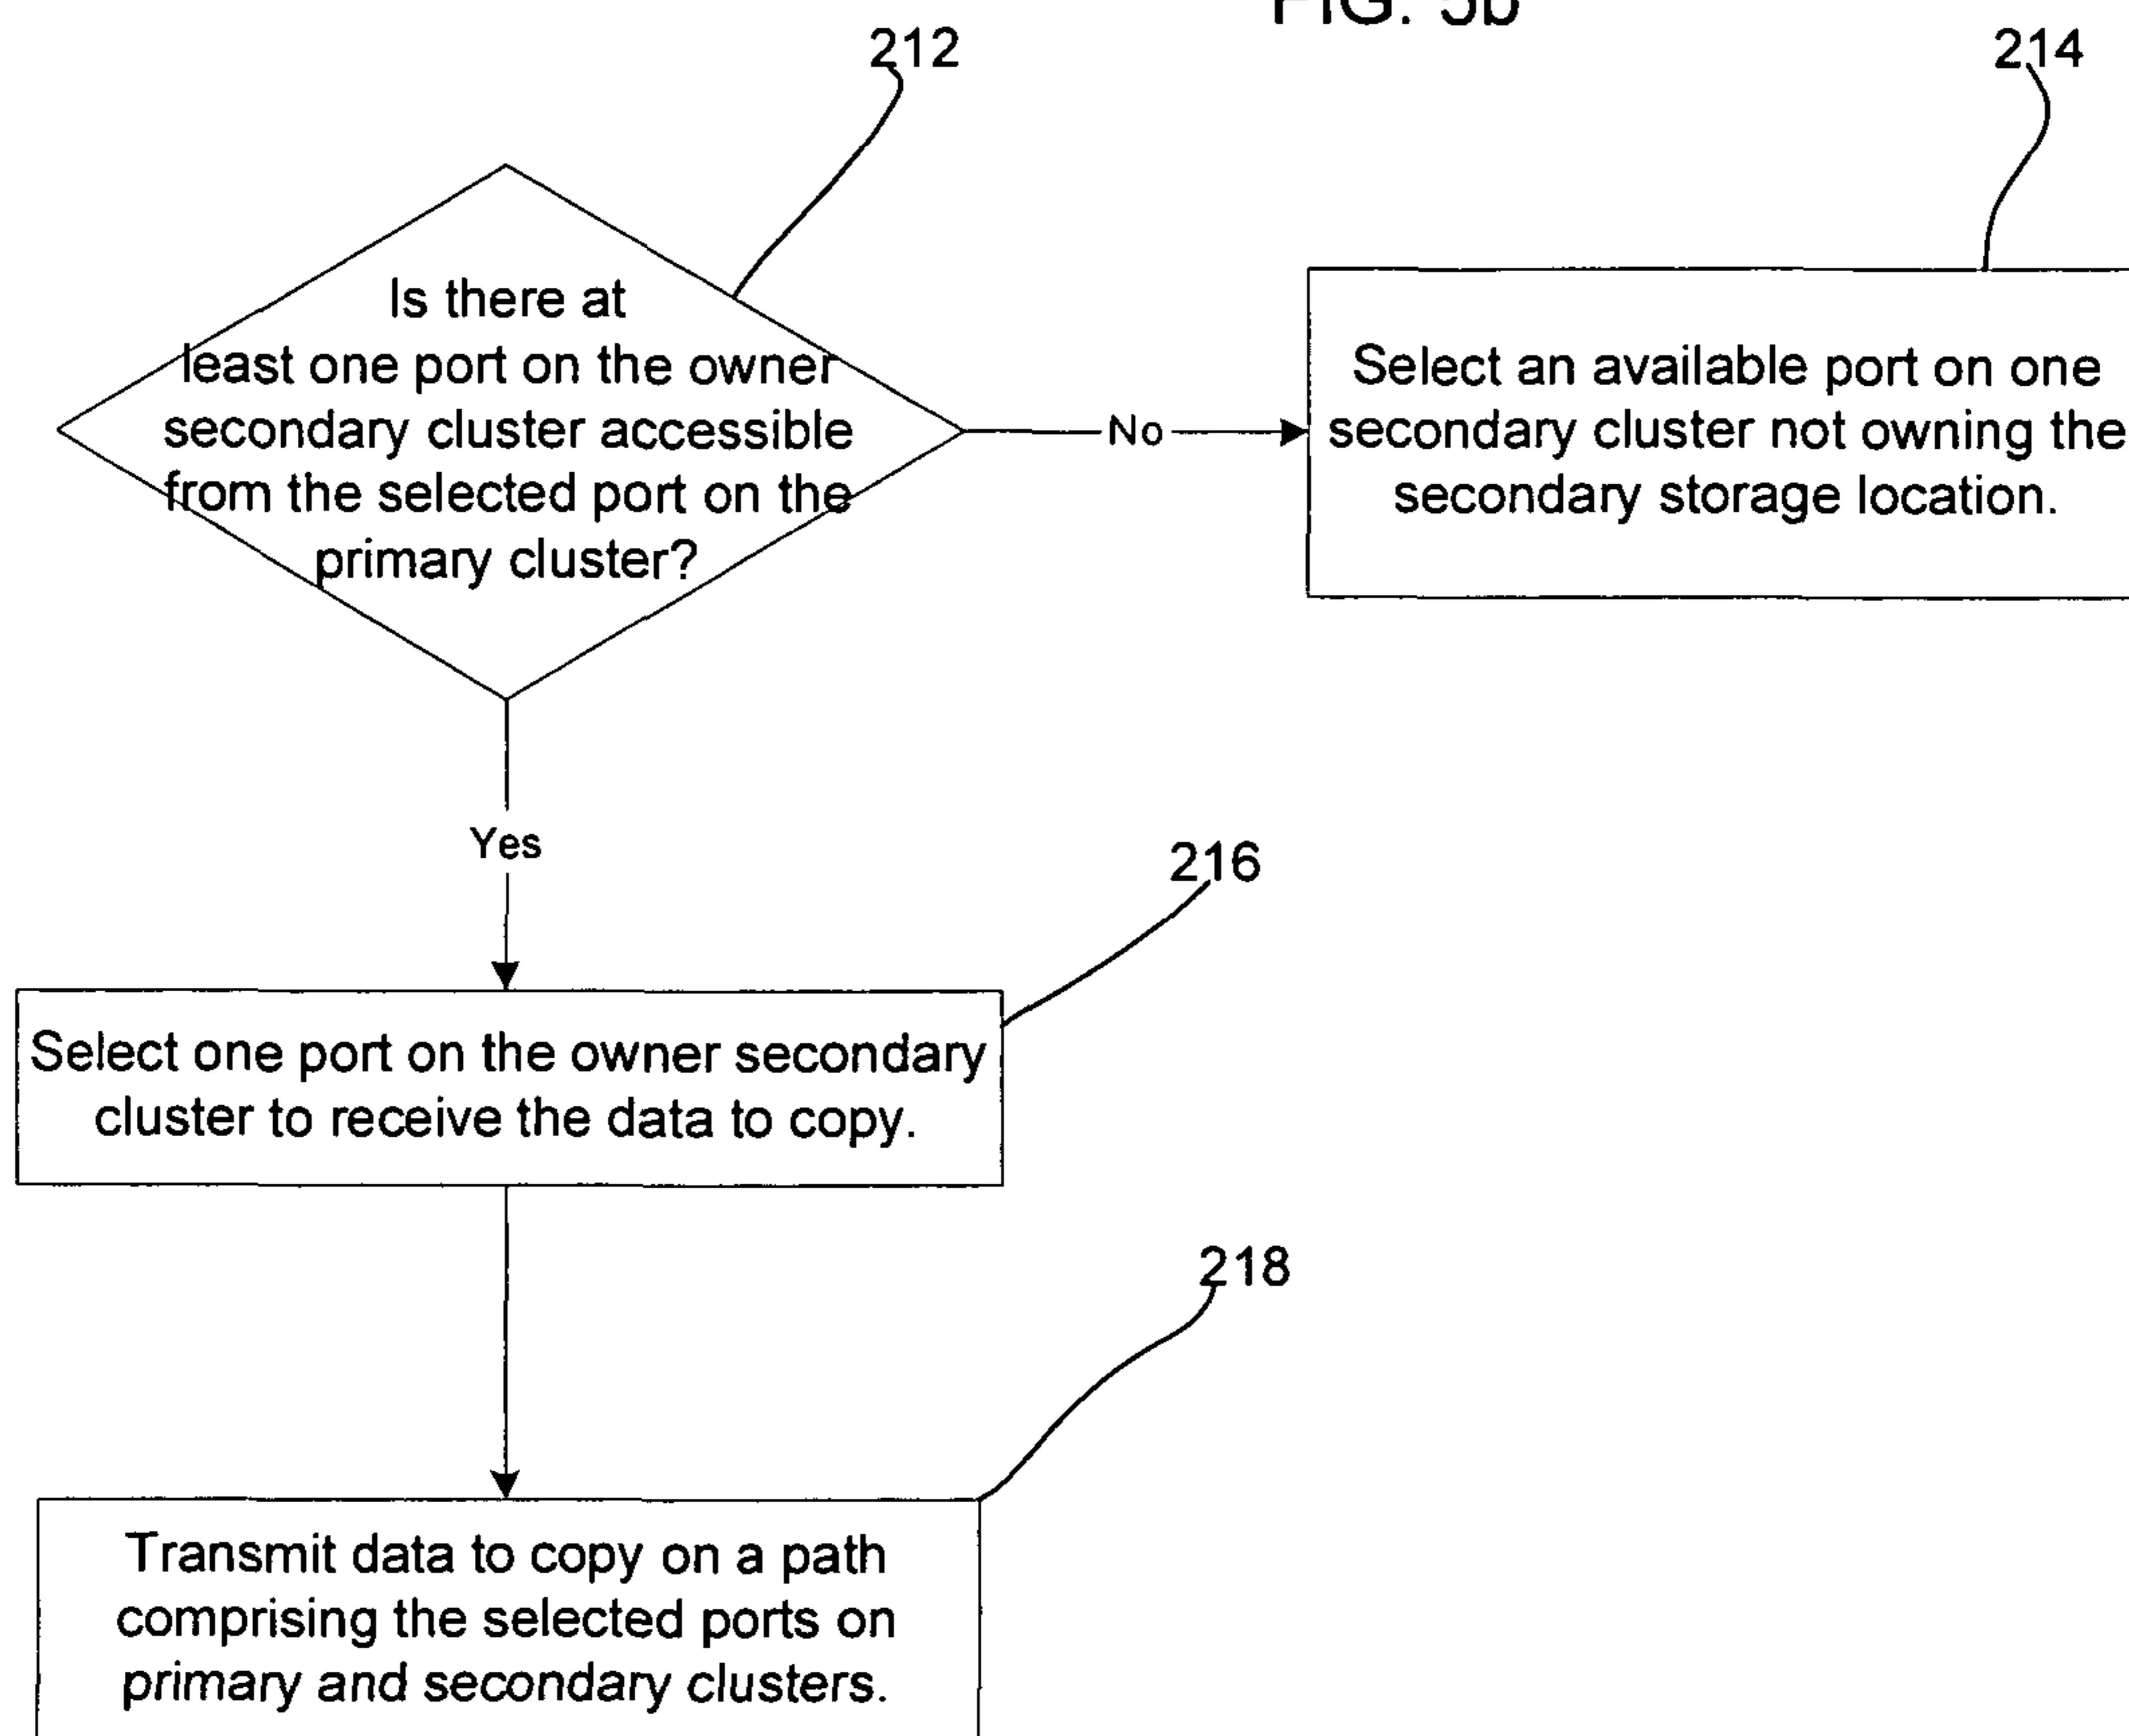 FIG. 5b
212
214
Is there at
least one port on the owner
secondary cluster accessible
from the selected port on the
primary cluster?
No
Select an available port on one
secondary cluster not owning the
secondary storage location.
Yes
216
Select one port on the owner secondary
cluster to receive the data to copy.
218
Transmit data to copy on a path
comprising the selected ports on
primary and secondary clusters.